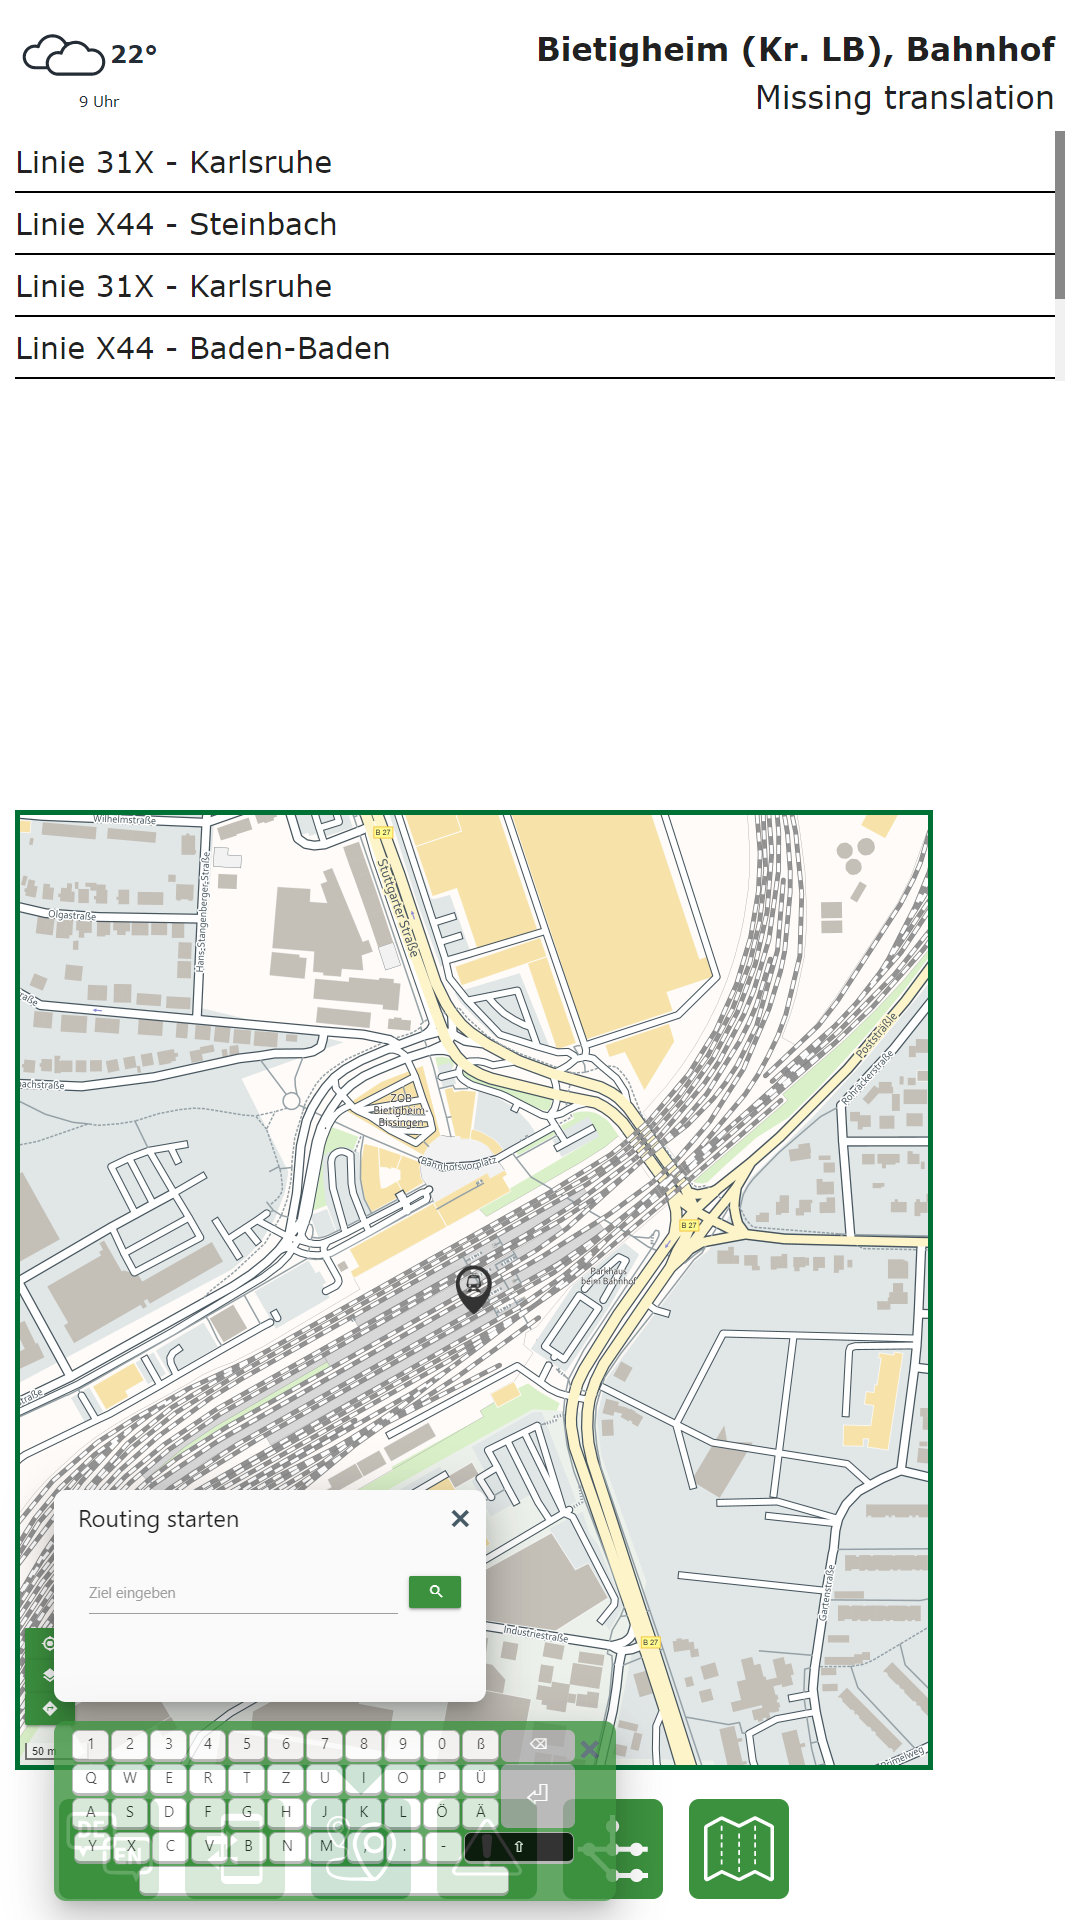 22°
9 Uhr
Bietigheim (Kr. LB), Bahnhof
Missing translation
Linie 31X - Karlsruhe
Linie X44 - Steinbach
Linie 31X - Karlsruhe
Linie X44 - Baden-Baden
Wilhelmstraße
B 27
Stuttgarter Straße
Hans-Stangenberger-Straße
Olgastraße
Poststraße
Rohräckerstraße
ZOB
Bietigheim-
Bissingen
Bahnhofsvorplatz
B 27
Parkhaus
beim Bahnhof
Gartenstraße
Industriestraße
B 27
Routing starten
Ziel eingeben
50 m
1 2 3 4 5 6 7 8 9 0 ß ⌫
Q W E R T Z U I O P Ü
A S D F G H J K L Ö Ä
Y X C V B N M , . - ⇧
DE
EN